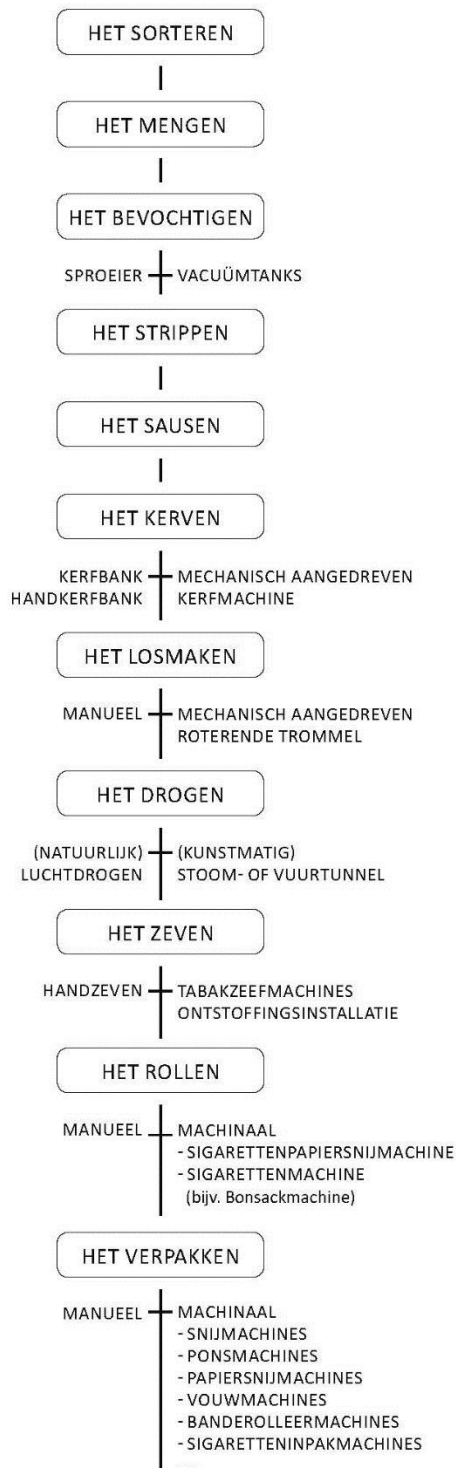 HET SORTEREN
HET MENGEN
HET BEVOCHTIGEN
SPROEIER
VACUÜMTANKS
HET STRIPPEN
HET SAUSEN
HET KERVEN
KERFBANK
HANDKERFBANK
MECHANISCH AANGEDREVEN
KERFMACHINE
HET LOSMAKEN
MANUEEL
MECHANISCH AANGEDREVEN
ROTERENDE TROMMEL
HET DROGEN
(NATUURLIJK)
LUCHTDROGEN
(KUNSTMATIG)
STOOM- OF VUURTUNNEL
HET ZEVEN
HANDZEVEN
TABAKZEEFMACHINES
ONTSTOFFINGSINSTALLATIE
HET ROLLEN
MANUEEL
MACHINAAL
- SIGARETTENPAPIERSNIJMACHINE
- SIGARETTENMACHINE
(bijv. Bonsackmachine)
HET VERPAKKEN
MANUEEL
MACHINAAL
- SNIJMACHINES
- PONSMACHINES
- PAPIERSNIJMACHINES
- VOUWMACHINES
- BANDEROLLEERMACHINES
- SIGARETTENINPAKMACHINES